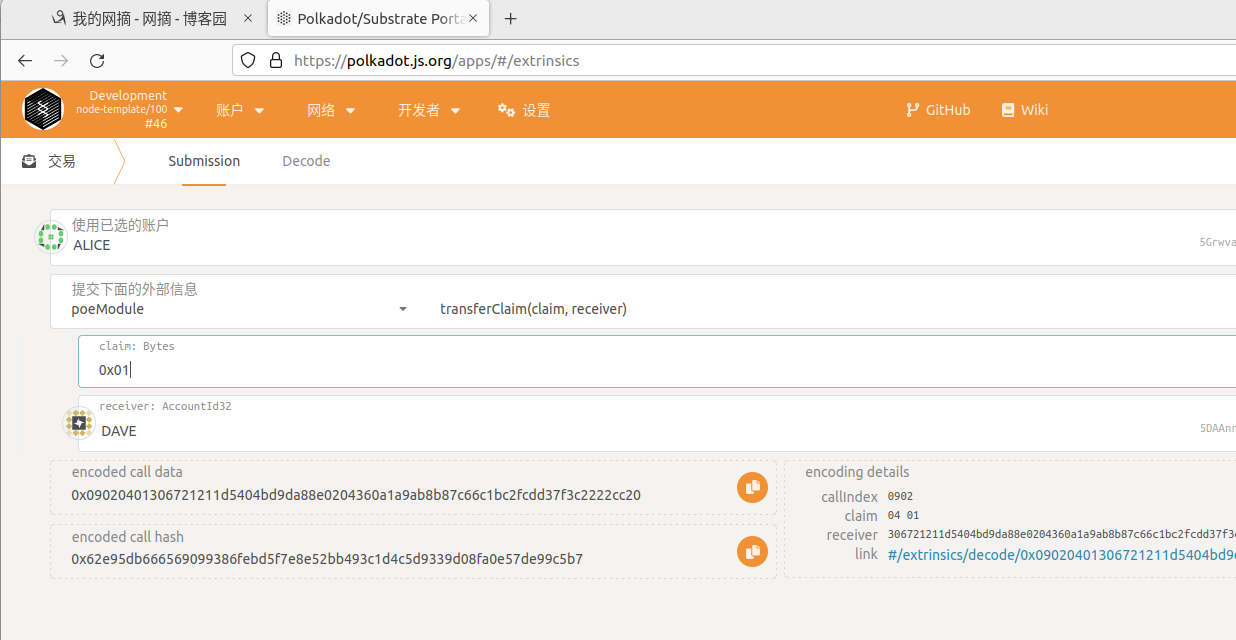 我的网摘 - 网摘 - 博客园
Polkadot/Substrate Porta
https://polkadot.js.org/apps/#/extrinsics
Development
node-template/100
#46
账户
网络
开发者
设置
GitHub
Wiki
交易
Submission
Decode
使用已选的账户
ALICE
5Grwva
提交下面的外部信息
poeModule
transferClaim(claim, receiver)
claim: Bytes
0x01
receiver: AccountId32
DAVE
5DAAnr
encoded call data
0x09020401306721211d5404bd9da88e0204360a1a9ab8b87c66c1bc2fcdd37f3c2222cc20
encoded call hash
0x62e95db666569099386febd5f7e8e52bb493c1d4c5d9339d08fa0e57de99c5b7
encoding details
callIndex 0902
claim 04 01
receiver 306721211d5404bd9da88e0204360a1a9ab8b87c66c1bc2fcdd37f3c
link #/extrinsics/decode/0x09020401306721211d5404bd9d